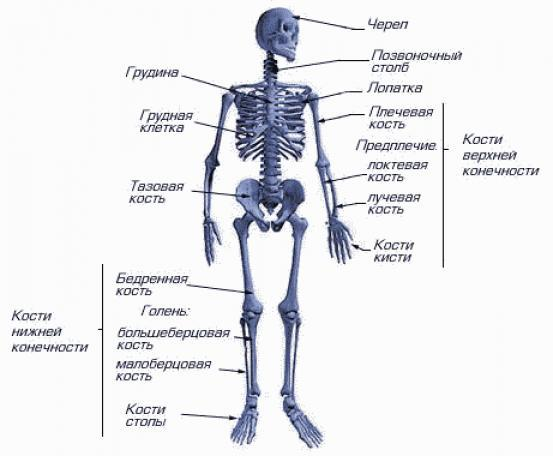 Череп
Позвоночный
столб
Грудина
Лопатка
Грудная
клетка
Плечевая
кость
Предплечие:
локтевая
кость
лучевая
кость
Кости
верхней
конечности
Тазовая
кость
Кости
кисти
Бедренная
кость
Голень:
большеберцовая
кость
малоберцовая
кость
Кости
стопы
Кости
нижней
конечности